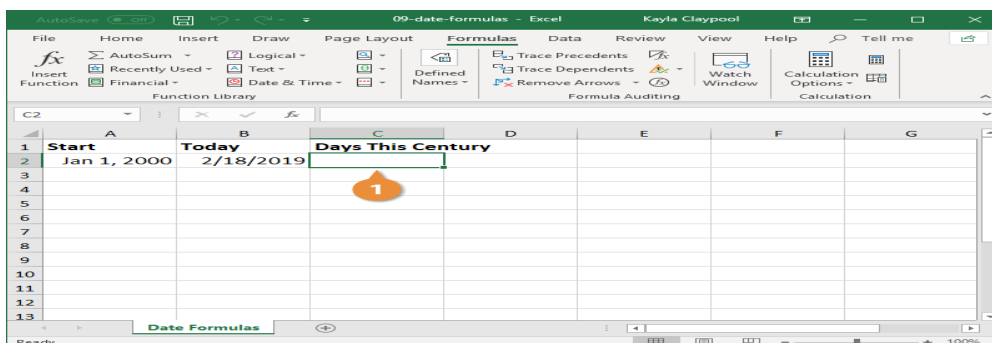 AutoSave Off 09-date-formulas - Excel Kayla Claypool
File Home Insert Draw Page Layout Formulas Data Review View Help Tell me
fx Σ AutoSum ? Logical Trace Precedents fx
Insert Function Recently Used A Text Defined Names Trace Dependents Watch Window Calculation Options
Financial Date & Time Remove Arrows fx
Function Library Formula Auditing Calculation
C2 fx
A B C D E F G
1 Start Today Days This Century
2 Jan 1, 2000 2/18/2019
3
1
4
5
6
7
8
9
10
11
12
13
Date Formulas
Ready 100%